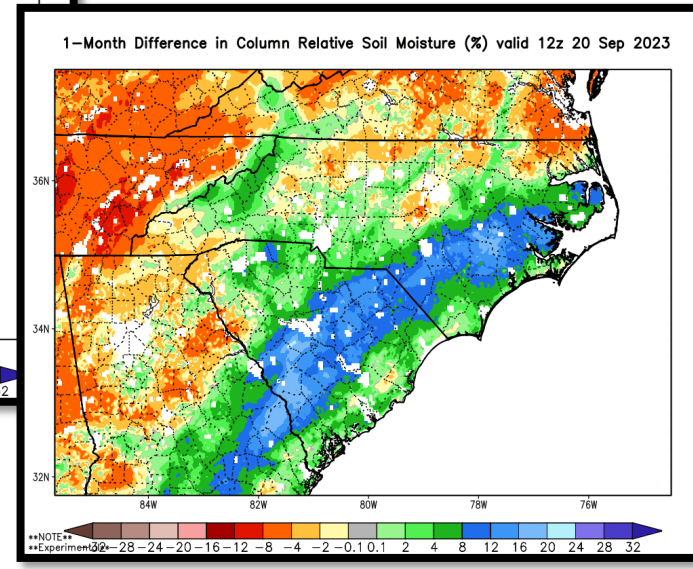 1-Month Difference in Column Relative Soil Moisture (%) valid 12z 20 Sep 2023
36N
34N
32N
84W 82W 80W 78W 76W
2
**NOTE**
**Experimental**-32 -28 -24 -20 -16 -12 -8 -4 -2 -0.1 0.1 2 4 8 12 16 20 24 28 32